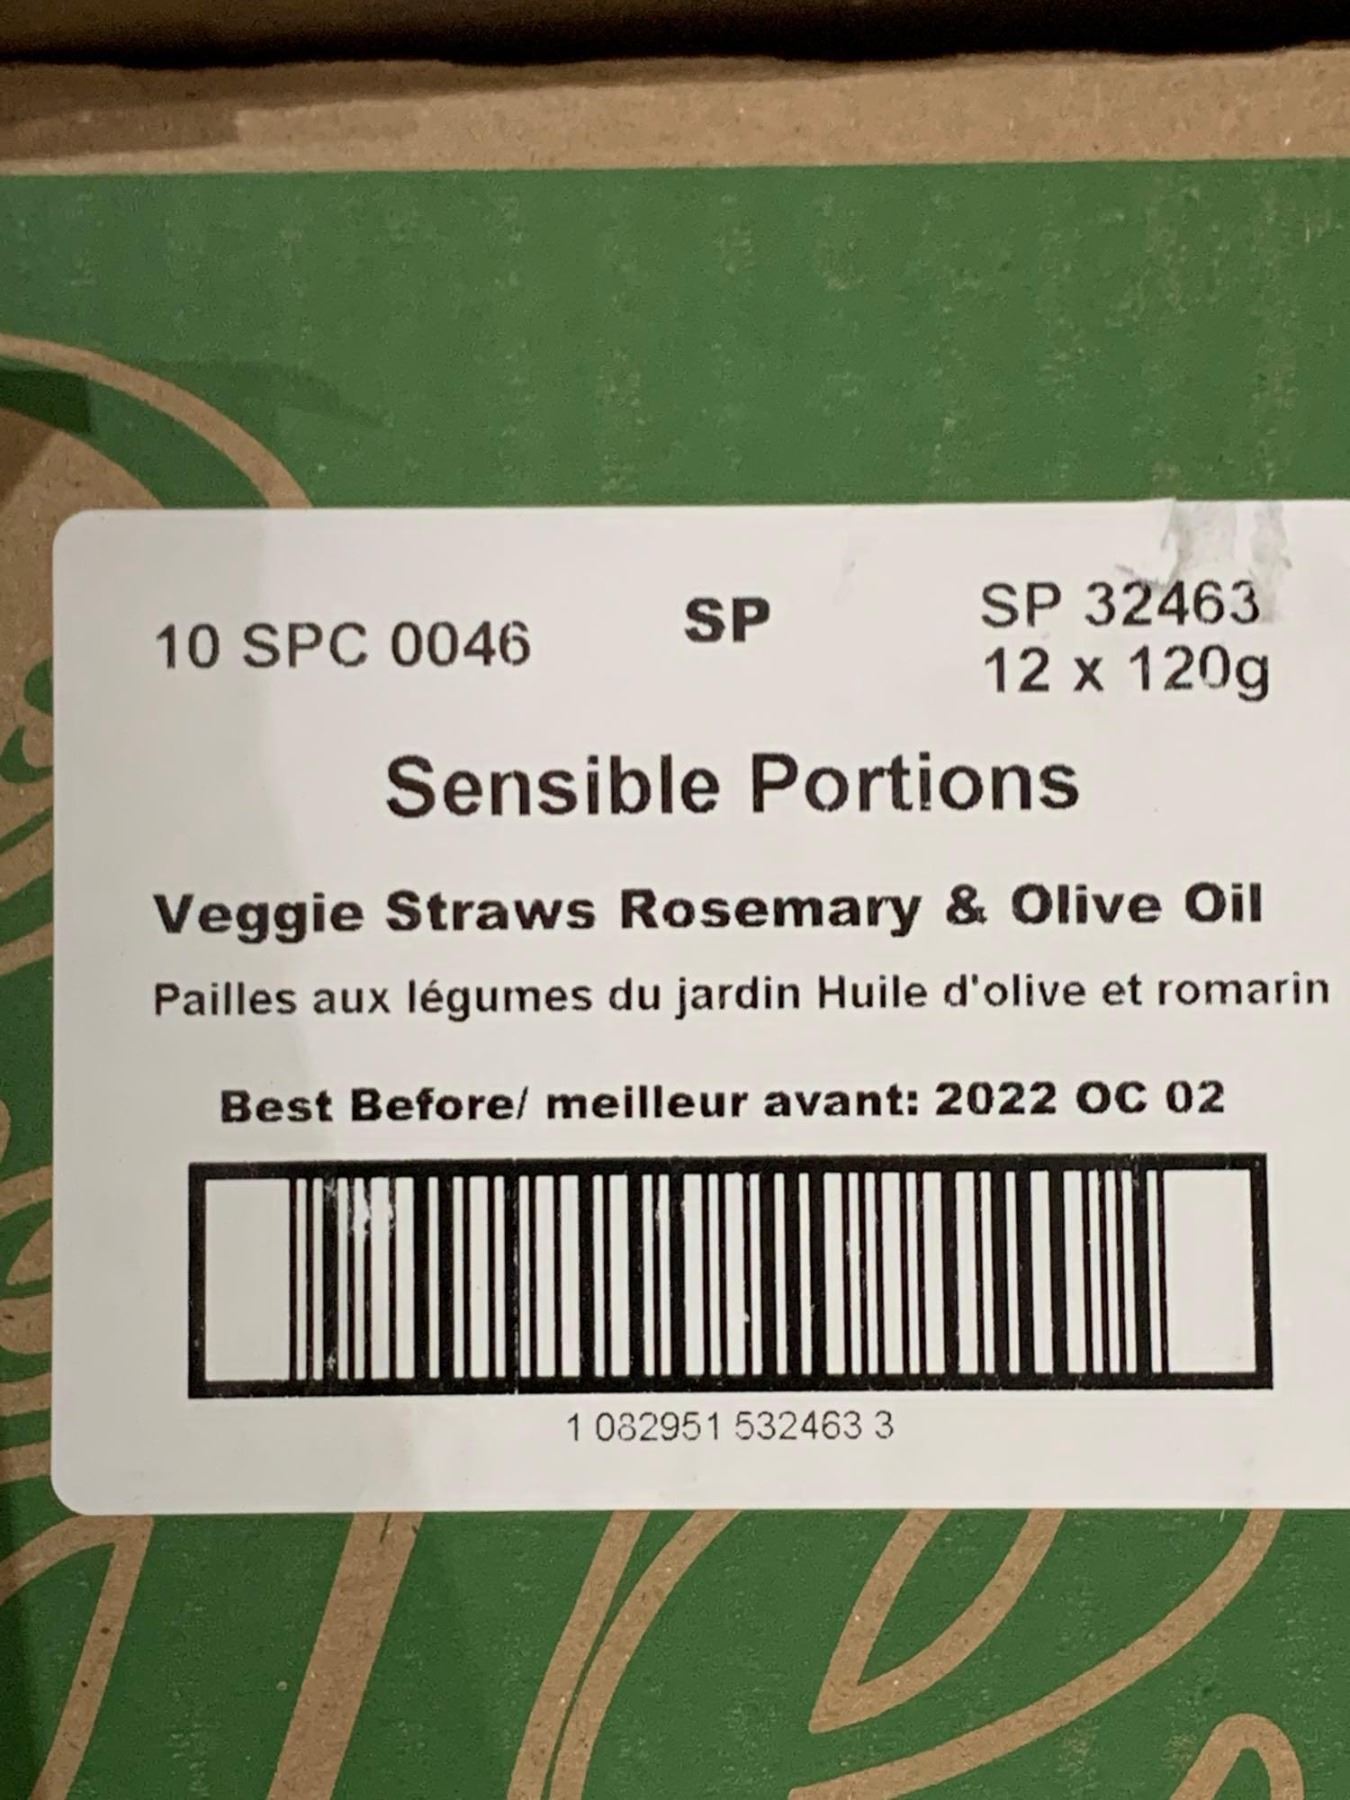 10 SPC 0046
SP
SP 32463
12 x 120g
Sensible Portions
Veggie Straws Rosemary & Olive Oil
Pailles aux légumes du jardin Huile d'olive et romarin
Best Before/ meilleur avant: 2022 OC 02
1 082951 532463 3